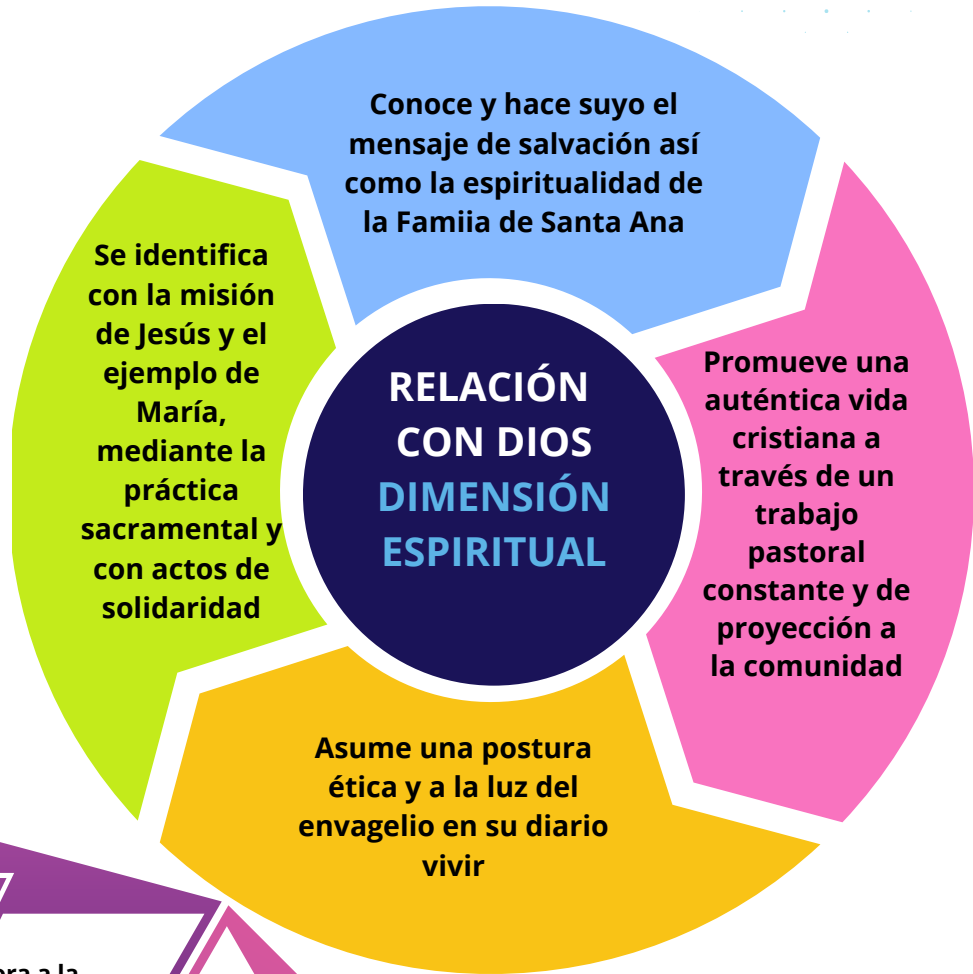 Conoce y hace suyo el
mensaje de salvación así
como la espiritualidad de
la Famiia de Santa Ana
Se identifica
con la misión
de Jesús y el
ejemplo de
María,
mediante la
práctica
sacramental y
con actos de
solidaridad
RELACIÓN
CON DIOS
DIMENSIÓN
ESPIRITUAL
Promueve una
auténtica vida
cristiana a
través de un
trabajo
pastoral
constante y de
proyección a
la comunidad
Asume una postura
ética y a la luz del
envagelio en su diario
vivir
a la